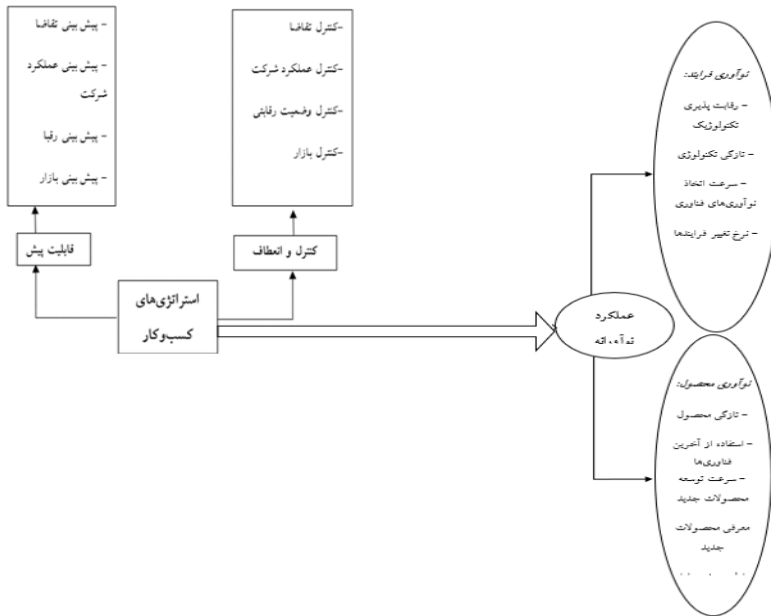 - پیش بینی تقاضا
- پیش بینی عملکرد
شرکت
- پیش بینی رقبا
- پیش بینی بازار
قابلیت پیش
-کنترل تقاضا
-کنترل عملکرد شرکت
-کنترل وضعیت رقابتی
-کنترل بازار
کنترل و انعطاف
استراتژی‌های
کسب‌وکار
عملکرد
نوآورانه
نوآوری فرایند:
- رقابت پذیری
تکنولوژیک
- تازگی تکنولوژی
- سرعت اتخاذ
نوآوری‌های فناوری
- نرخ تغییر فرایندها
نوآوری محصول:
- تازگی محصول
- استفاده از آخرین
فناوری‌ها
- سرعت توسعه
محصولات جدید
معرفی محصولات
جدید